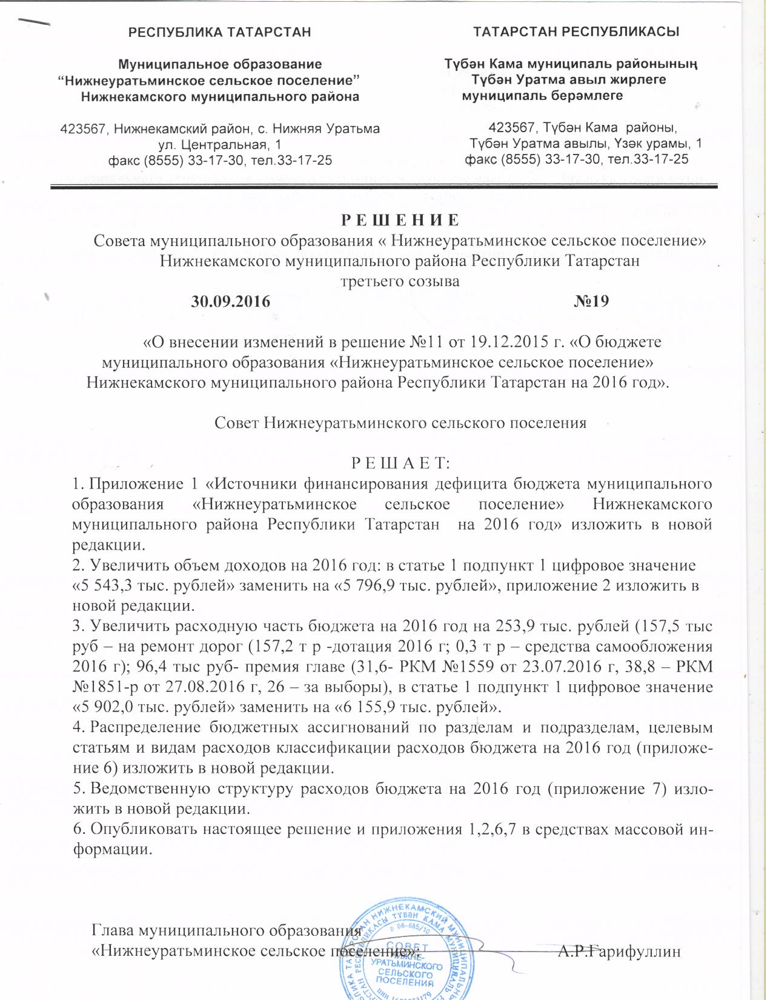 РЕСПУБЛИКА ТАТАРСТАН
Муниципальное образование
“Нижнеуратьминское сельское поселение”
Нижнекамского муниципального района
423567, Нижнекамский район, с. Нижняя Уратьма
ул. Центральная, 1
факс (8555) 33-17-30, тел.33-17-25
ТАТАРСТАН РЕСПУБЛИКАСЫ
Түбән Кама муниципаль районының
Түбән Уратма авыл жирлеге
муниципаль берәмлеге
423567, Түбән Кама районы,
Түбән Уратма авылы, Үзәк урамы, 1
факс (8555) 33-17-30, тел.33-17-25
Р Е Ш Е Н И Е
Совета муниципального образования « Нижнеуратьминское сельское поселение»
Нижнекамского муниципального района Республики Татарстан
третьего созыва
30.09.2016 №19
«О внесении изменений в решение №11 от 19.12.2015 г. «О бюджете
муниципального образования «Нижнеуратьминское сельское поселение»
Нижнекамского муниципального района Республики Татарстан на 2016 год».
Совет Нижнеуратьминского сельского поселения
Р Е Ш А Е Т:
1. Приложение 1 «Источники финансирования дефицита бюджета муниципального
образования «Нижнеуратьминское сельское поселение» Нижнекамского
муниципального района Республики Татарстан на 2016 год» изложить в новой
редакции.
2. Увеличить объем доходов на 2016 год: в статье 1 подпункт 1 цифровое значение
«5 543,3 тыс. рублей» заменить на «5 796,9 тыс. рублей», приложение 2 изложить в
новой редакции.
3. Увеличить расходную часть бюджета на 2016 год на 253,9 тыс. рублей (157,5 тыс
руб – на ремонт дорог (157,2 т р -дотация 2016 г; 0,3 т р – средства самообложения
2016 г); 96,4 тыс руб- премия главе (31,6- РКМ №1559 от 23.07.2016 г, 38,8 – РКМ
№1851-р от 27.08.2016 г, 26 – за выборы), в статье 1 подпункт 1 цифровое значение
«5 902,0 тыс. рублей» заменить на «6 155,9 тыс. рублей».
4. Распределение бюджетных ассигнований по разделам и подразделам, целевым
статьям и видам расходов классификации расходов бюджета на 2016 год (приложе-
ние 6) изложить в новой редакции.
5. Ведомственную структуру расходов бюджета на 2016 год (приложение 7) изло-
жить в новой редакции.
6. Опубликовать настоящее решение и приложения 1,2,6,7 в средствах массовой ин-
формации.
Глава муниципального образования
«Нижнеуратьминское сельское поселение»: А.Р.Гарифуллин
НИЖНЕКАМСКИЙ
ТҮБӘН КАМА
р 06-685/10
СОВЕТ
НИЖНЕ-
УРАТЬМИНСКОГО
СЕЛЬСКОГО
ПОСЕЛЕНИЯ